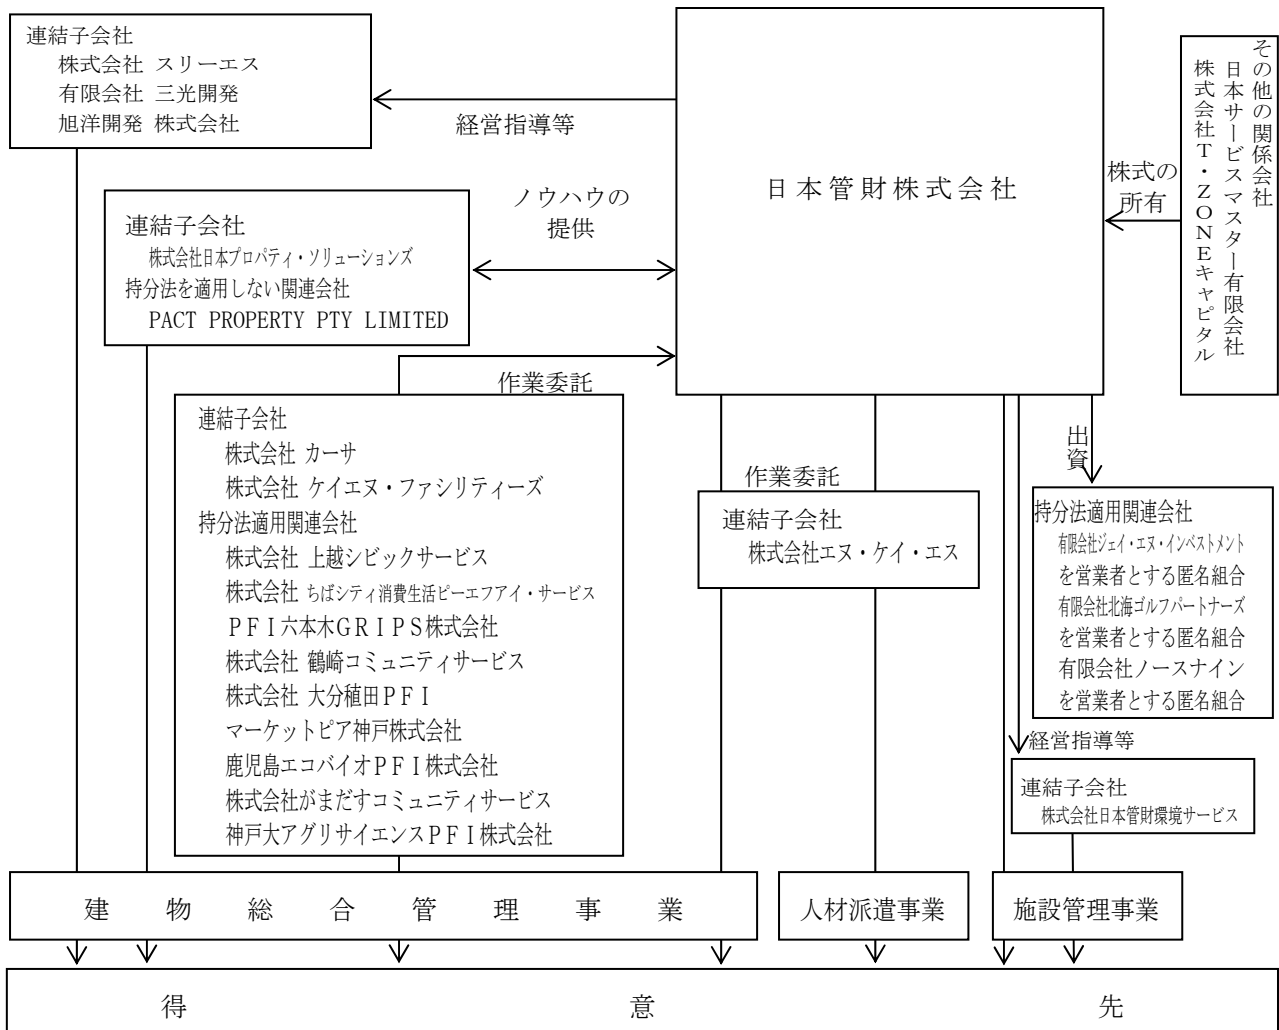 連結子会社
株式会社 スリーエス
有限会社 三光開発
旭洋開発 株式会社
経営指導等
日本管財株式会社
株式の
所有
その他の関係会社
日本サービスマスター有限会社
株式会社T・ZONEキャピタル
連結子会社
株式会社日本プロパティ・ソリューションズ
持分法を適用しない関連会社
PACT PROPERTY PTY LIMITED
ノウハウの
提供
作業委託
連結子会社
株式会社 カーサ
株式会社 ケイエヌ・ファシリティーズ
持分法適用関連会社
株式会社 上越シビックサービス
株式会社 ちばシティ消費生活ピーエフアイ・サービス
PFI六本木GRIPS株式会社
株式会社 鶴崎コミュニティサービス
株式会社 大分稙田PFI
マーケットピア神戸株式会社
鹿児島エコバイオPFI株式会社
株式会社がまだすコミュニティサービス
神戸大アグリサイエンスPFI株式会社
作業委託
連結子会社
株式会社エヌ・ケイ・エス
出資
持分法適用関連会社
有限会社ジェイ・エヌ・インベストメント
を営業者とする匿名組合
有限会社北海ゴルフパートナーズ
を営業者とする匿名組合
有限会社ノースナイン
を営業者とする匿名組合
経営指導等
連結子会社
株式会社日本管財環境サービス
建物総合管理事業
人材派遣事業
施設管理事業
得意先